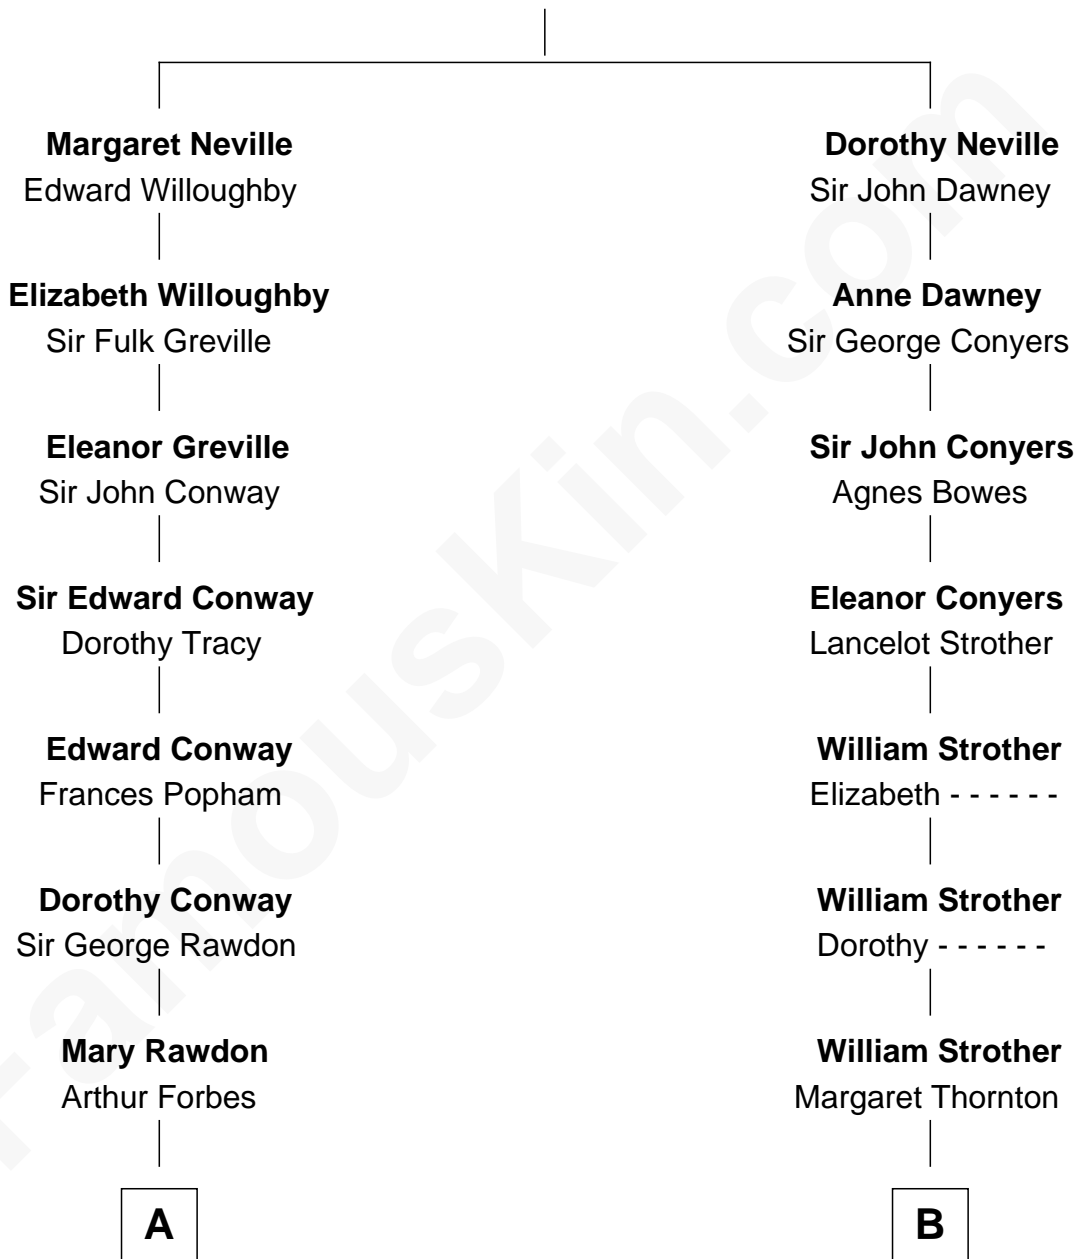 Margaret Neville
Edward Willoughby
Elizabeth Willoughby
Sir Fulk Greville
Eleanor Greville
Sir John Conway
Sir Edward Conway
Dorothy Tracy
Edward Conway
Frances Popham
Dorothy Conway
Sir George Rawdon
Mary Rawdon
Arthur Forbes
A
Dorothy Neville
Sir John Dawney
Anne Dawney
Sir George Conyers
Sir John Conyers
Agnes Bowes
Eleanor Conyers
Lancelot Strother
William Strother
Elizabeth - - - - - -
William Strother
Dorothy - - - - - -
William Strother
Margaret Thornton
B
FamousKin.com